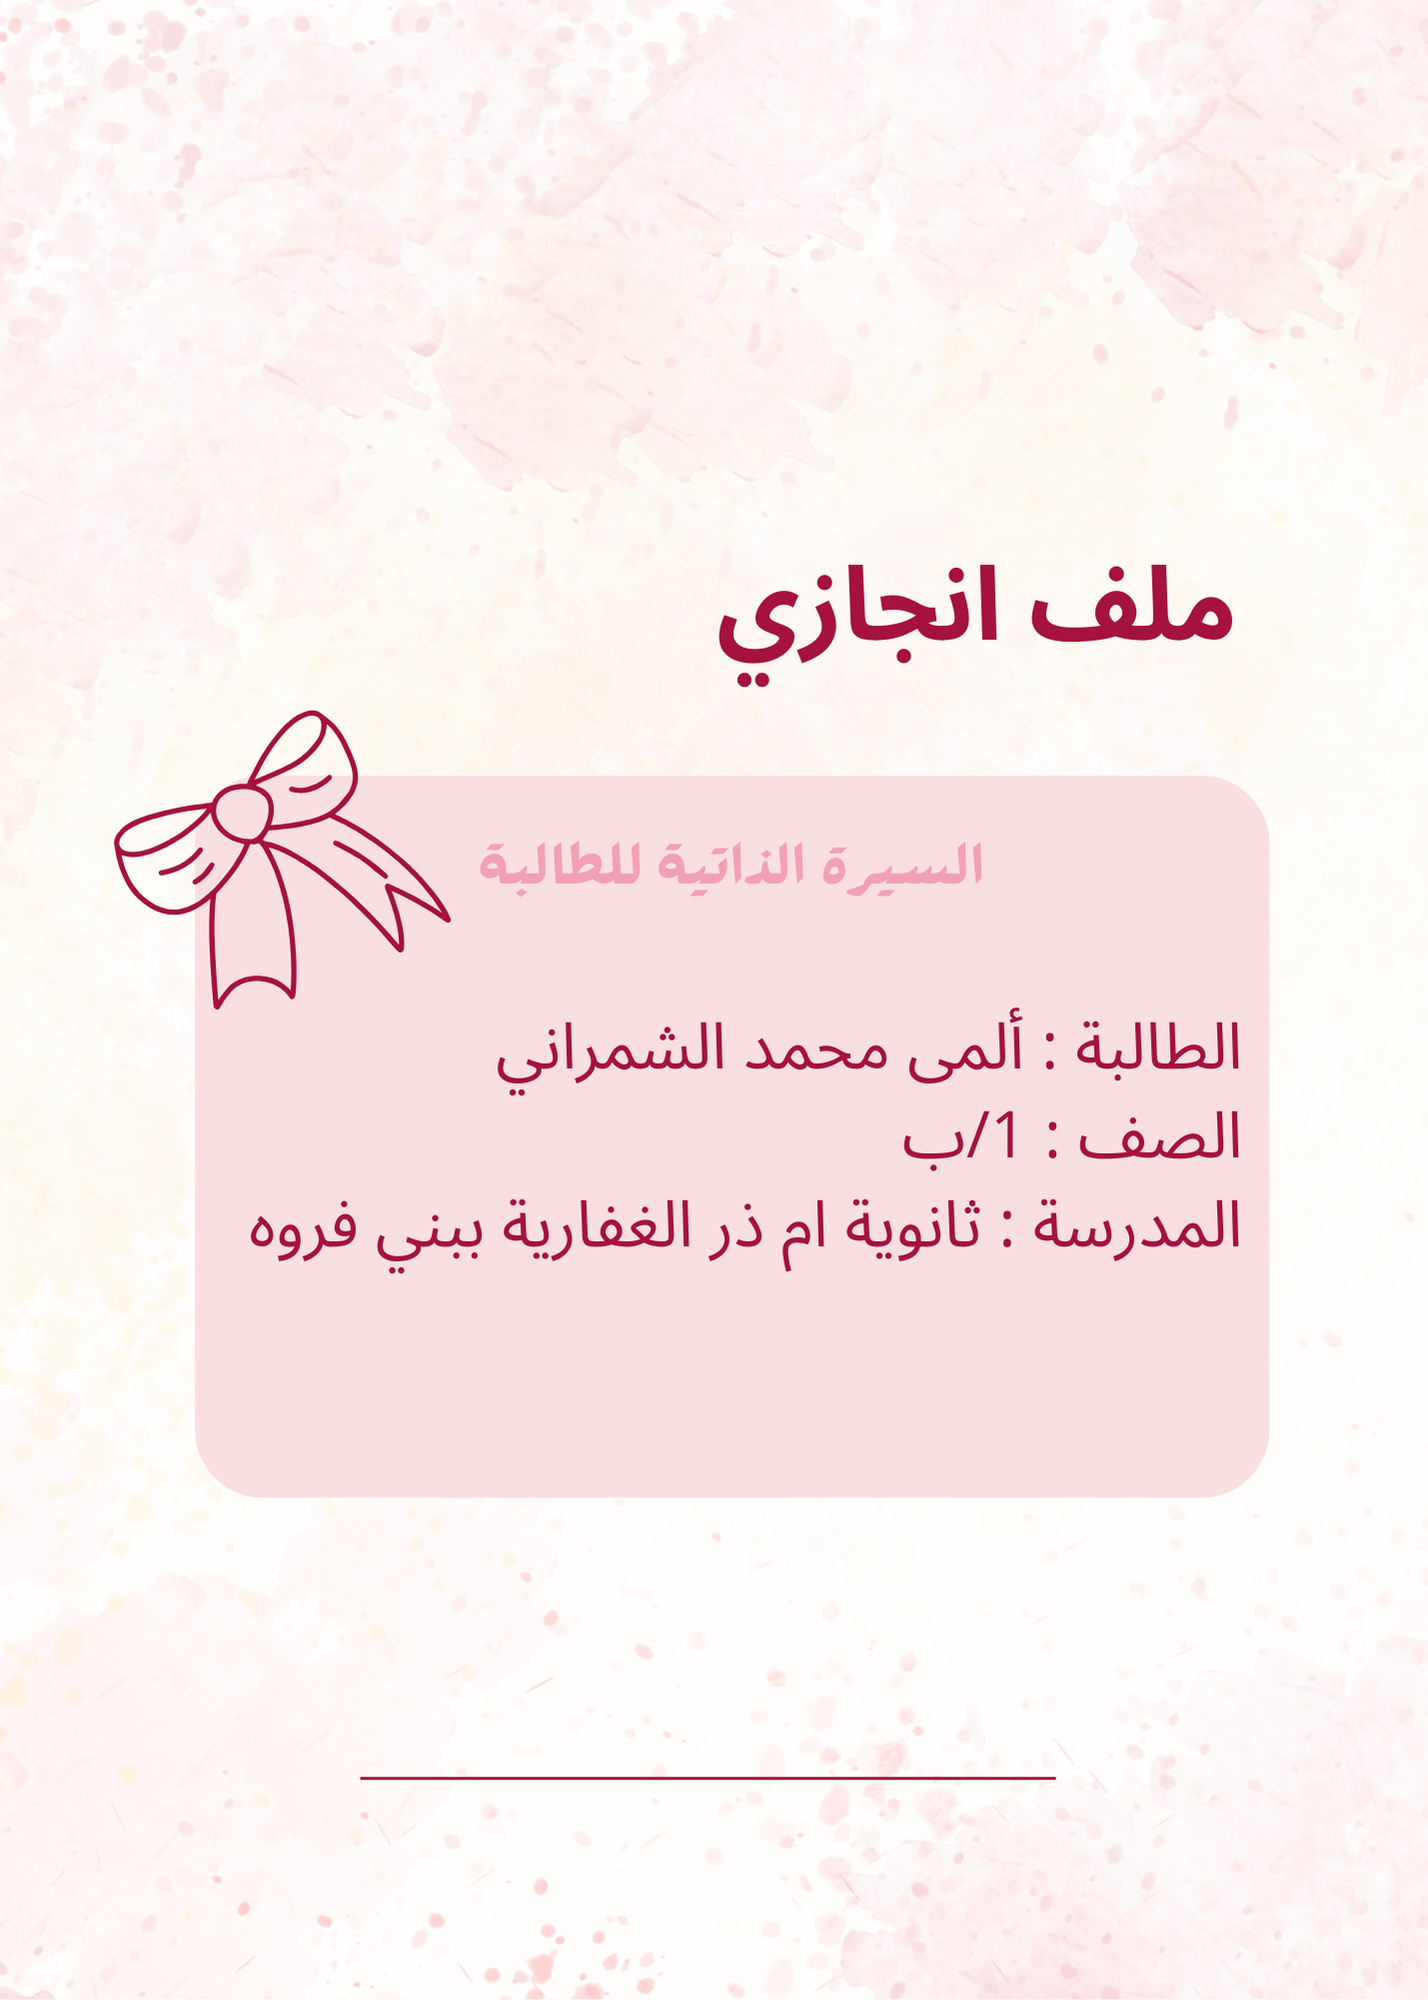 ملف انجازي
السيرة الذاتية للطالبة
الطالبة : ألمى محمد الشمراني
الصف : 1/ب
المدرسة : ثانوية ام ذر الغفارية ببني فروه